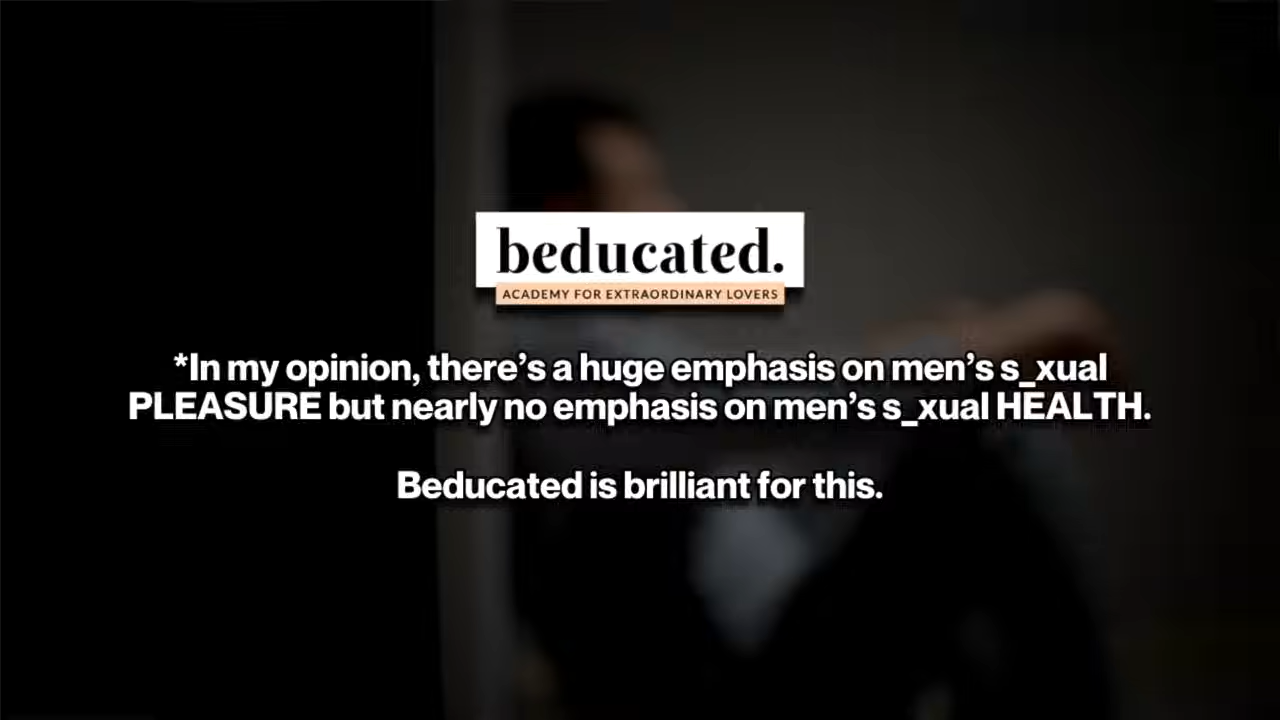 beducated.
ACADEMY FOR EXTRAORDINARY LOVERS
*In my opinion, there's a huge emphasis on men's s_xual
PLEASURE but nearly no emphasis on men's s_xual HEALTH.
Beducated is brilliant for this.